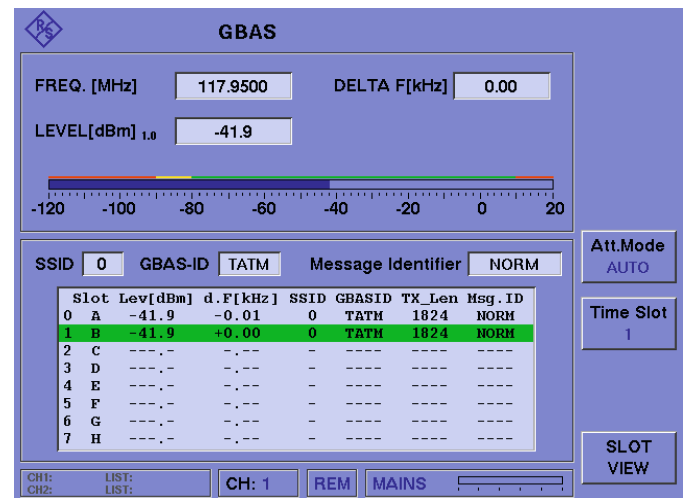 R&S GBAS
FREQ. [MHz] 117.9500 DELTA F[kHz] 0.00
LEVEL[dBm] 1.0 -41.9
-120 -100 -80 -60 -40 -20 0 20
SSID 0 GBAS-ID TATM Message Identifier NORM
Slot Lev[dBm] d.F[kHz] SSID GBASID TX_Len Msg.ID
0 A -41.9 -0.01 0 TATM 1824 NORM
1 B -41.9 +0.00 0 TATM 1824 NORM
2 C ---.- -.-- - ---- ---- ----
3 D ---.- -.-- - ---- ---- ----
4 E ---.- -.-- - ---- ---- ----
5 F ---.- -.-- - ---- ---- ----
6 G ---.- -.-- - ---- ---- ----
7 H ---.- -.-- - ---- ---- ----
Att.Mode
AUTO
Time Slot
1
SLOT
VIEW
CH1: LIST:
CH2: LIST:
CH: 1 REM MAINS